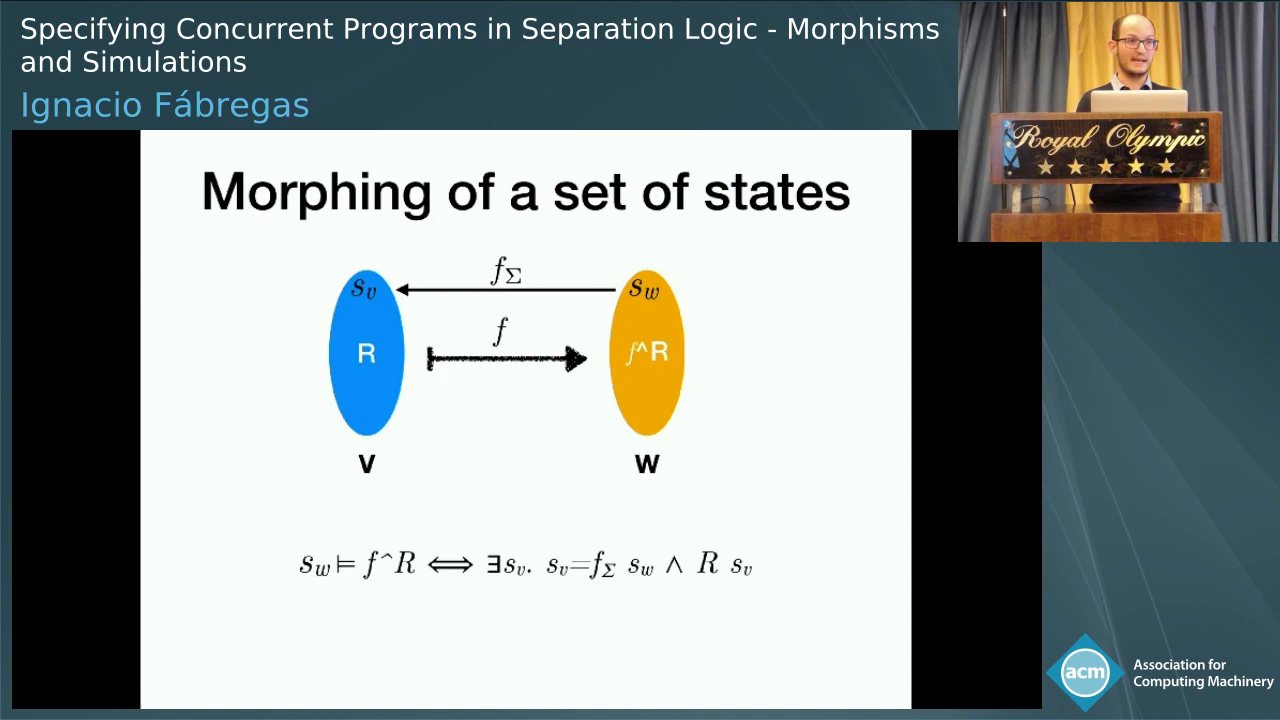 Specifying Concurrent Programs in Separation Logic - Morphisms
and Simulations
Ignacio Fábregas
Royal Olympic
Morphing of a set of states
f_Σ
s_v
s_w
f
R
f^R
V
W
s_w ⊨ f^R ⟺ ∃s_v. s_v=f_Σ s_w ∧ R s_v
acm
Association for
Computing Machinery